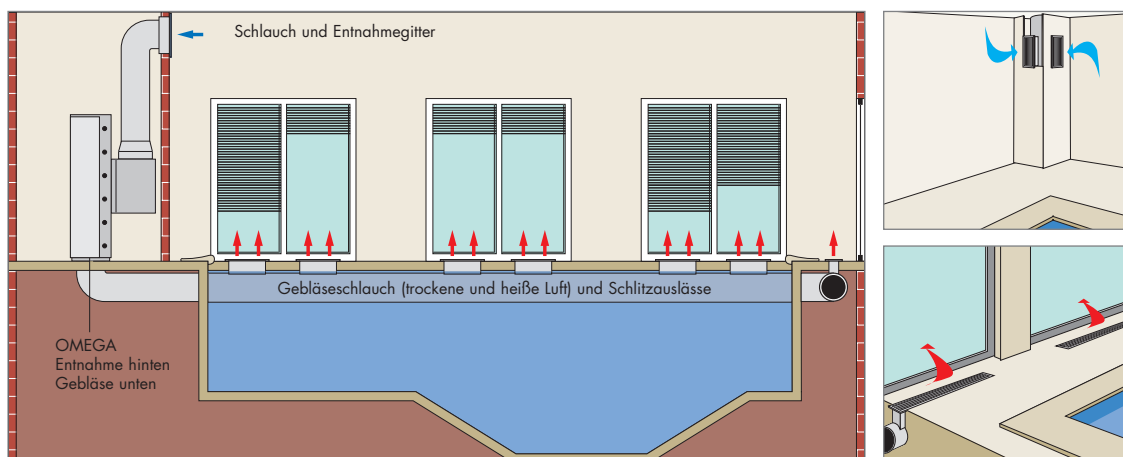 Schlauch und Entnahmegitter
Gebläseschlauch (trockene und heiße Luft) und Schlitzauslässe
OMEGA
Entnahme hinten
Gebläse unten